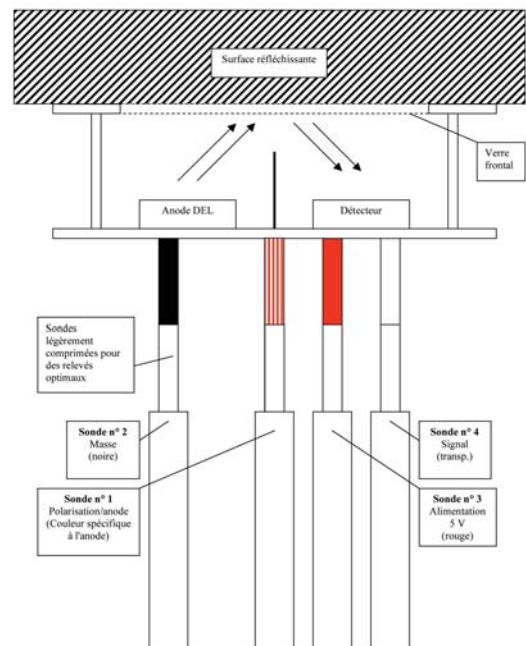 Surface réfléchissante
Verre
frontal
Anode DEL
Détecteur
Sondes
légèrement
comprimées pour
des relevés
optimaux
Sonde n° 2
Masse
(noire)
Sonde n° 4
Signal
(transp.)
Sonde n° 1
Polarisation/anode
(Couleur spécifique
à l'anode)
Sonde n° 3
Alimentation
5 V
(rouge)